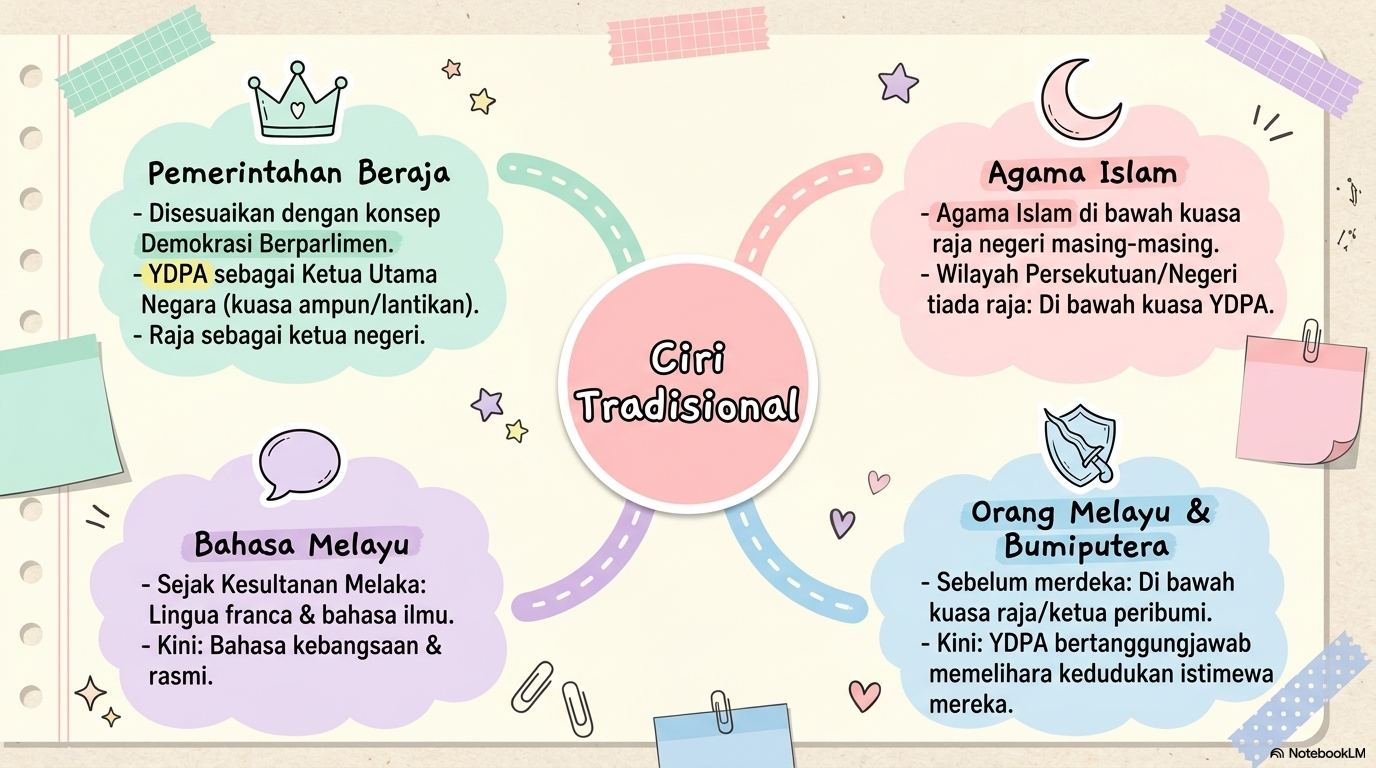 Pemerintahan Beraja
- Disesuaikan dengan konsep
Demokrasi Berparlimen.
- YDPA sebagai Ketua Utama
Negara (kuasa ampun/lantikan).
- Raja sebagai ketua negeri.
Agama Islam
- Agama Islam di bawah kuasa
raja negeri masing-masing.
- Wilayah Persekutuan/Negeri
tiada raja: Di bawah kuasa YDPA.
Ciri
Tradisional
Bahasa Melayu
- Sejak Kesultanan Melaka:
Lingua franca & bahasa ilmu.
- Kini: Bahasa kebangsaan &
rasmi.
Orang Melayu &
Bumiputera
- Sebelum merdeka: Di bawah
kuasa raja/ketua peribumi.
- Kini: YDPA bertanggungjawab
memelihara kedudukan istimewa
mereka.
NotebookLM